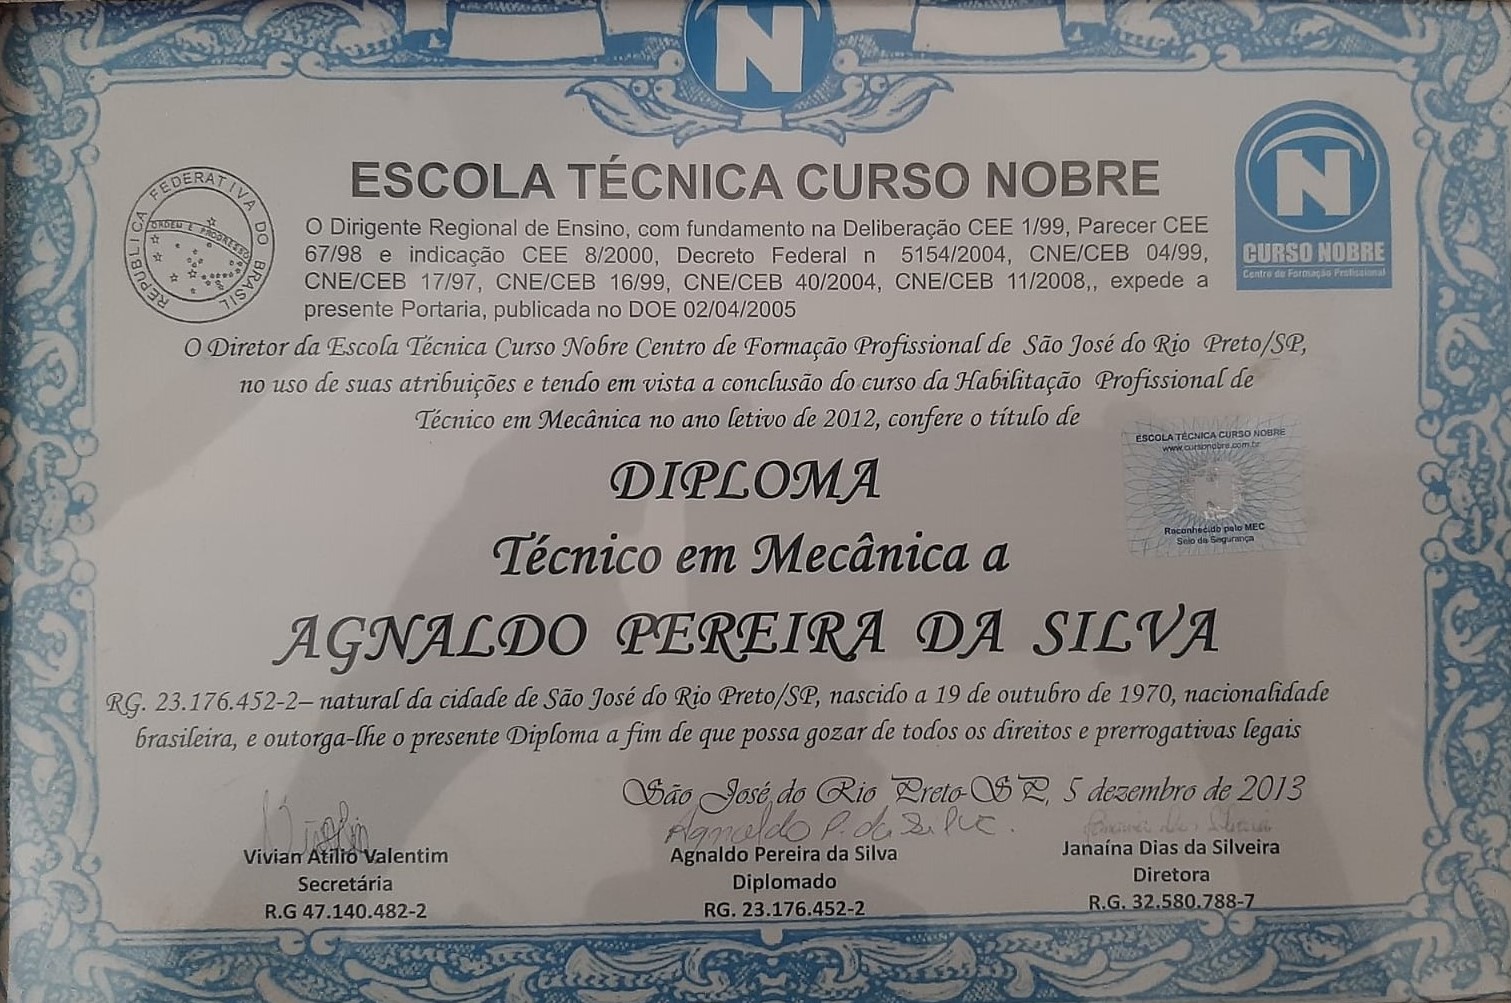 N
ESCOLA TÉCNICA CURSO NOBRE
REPÚBLICA FEDERATIVA DO BRASIL
ORDEM E PROGRESSO
N
CURSO NOBRE
Centro de Formação Profissional
O Dirigente Regional de Ensino, com fundamento na Deliberação CEE 1/99, Parecer CEE
67/98 e indicação CEE 8/2000, Decreto Federal n 5154/2004, CNE/CEB 04/99,
CNE/CEB 17/97, CNE/CEB 16/99, CNE/CEB 40/2004, CNE/CEB 11/2008,, expede a
presente Portaria, publicada no DOE 02/04/2005
O Diretor da Escola Técnica Curso Nobre Centro de Formação Profissional de São José do Rio Preto/SP,
no uso de suas atribuições e tendo em vista a conclusão do curso da Habilitação Profissional de
Técnico em Mecânica no ano letivo de 2012, confere o título de
ESCOLA TÉCNICA CURSO NOBRE
www.cursonobre.com.br
Reconhecido pelo MEC
Selo de Segurança
DIPLOMA
Técnico em Mecânica a
AGNALDO PEREIRA DA SILVA
RG. 23.176.452-2– natural da cidade de São José do Rio Preto/SP, nascido a 19 de outubro de 1970, nacionalidade
brasileira, e outorga-lhe o presente Diploma a fim de que possa gozar de todos os direitos e prerrogativas legais
São José do Rio Preto-SP, 5 dezembro de 2013
Agnaldo P. da Silva.
Vivian Atílio Valentim
Secretária
R.G 47.140.482-2
Agnaldo Pereira da Silva
Diplomado
RG. 23.176.452-2
Janaína Dias da Silveira
Diretora
R.G. 32.580.788-7